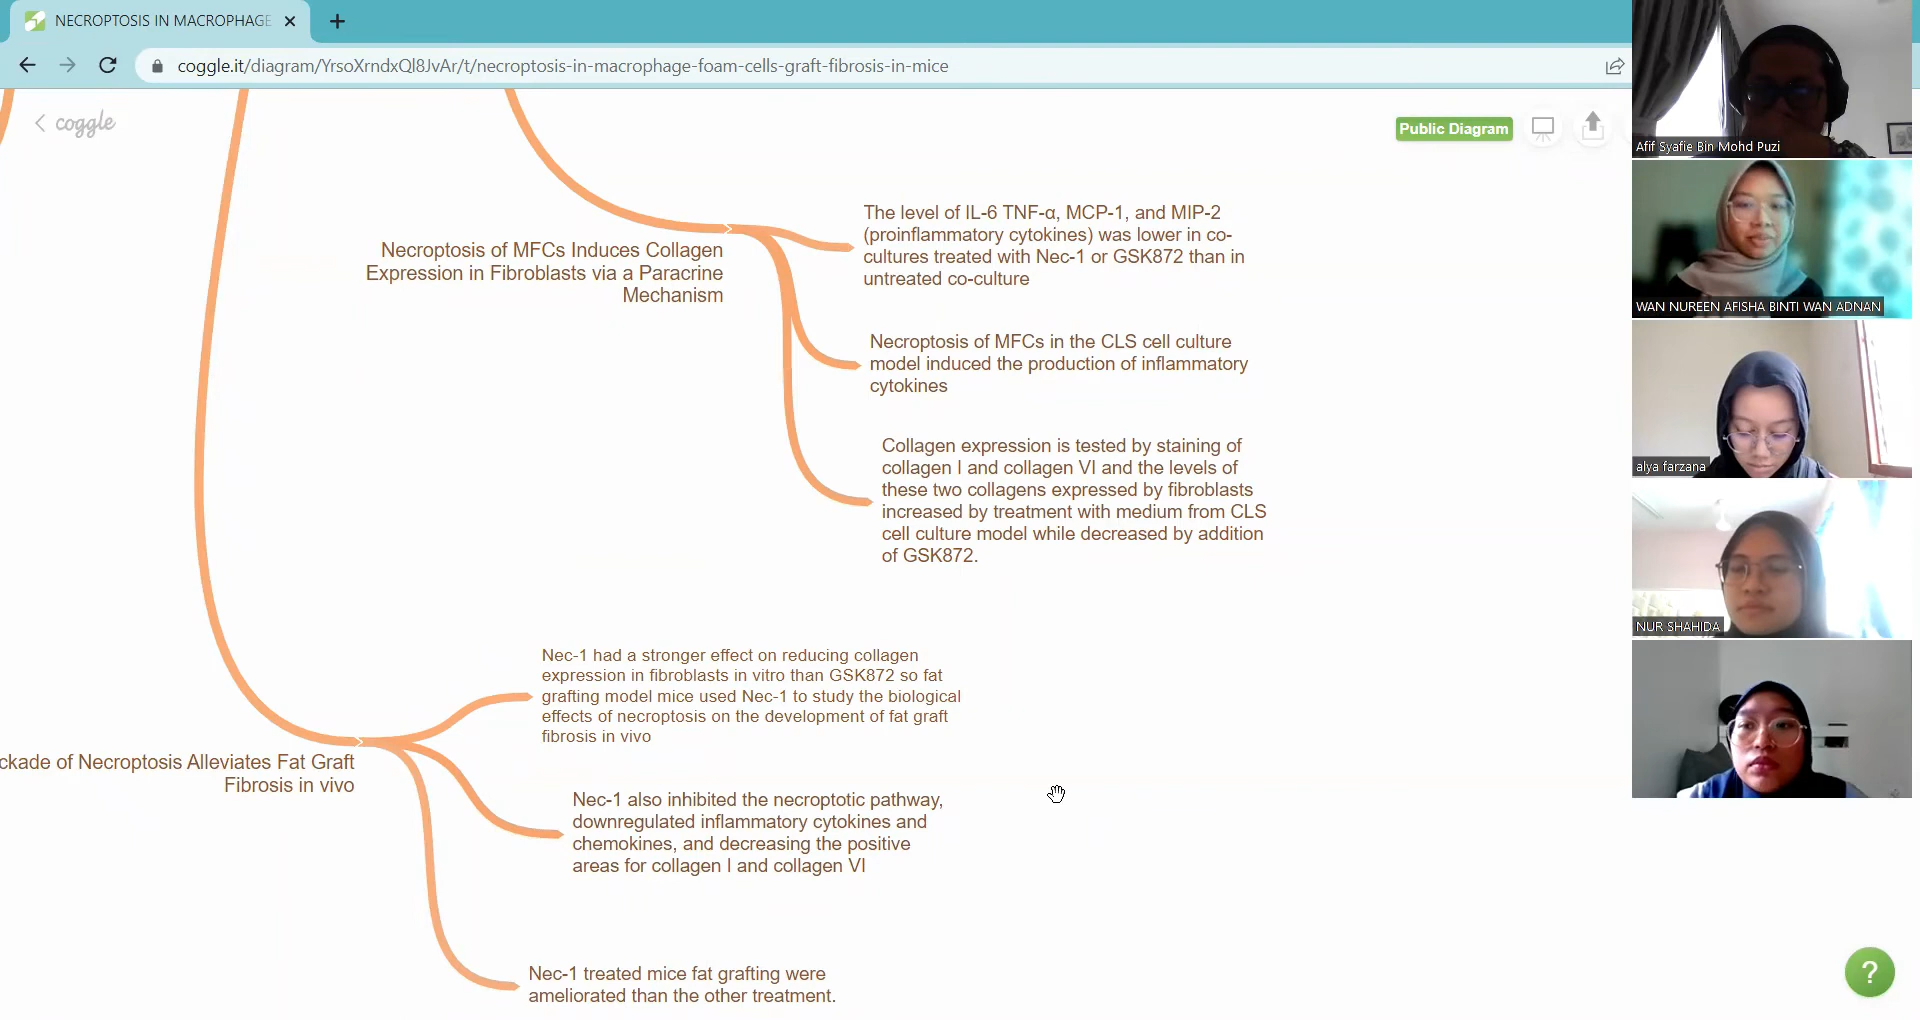 NECROPTOSIS IN MACROPHAGE
coggle.it/diagram/YrsoXrndxQl8JvAr/t/necroptosis-in-macrophage-foam-cells-graft-fibrosis-in-mice
coggle
Public Diagram
Necroptosis of MFCs Induces Collagen
Expression in Fibroblasts via a Paracrine
Mechanism
The level of IL-6 TNF-α, MCP-1, and MIP-2
(proinflammatory cytokines) was lower in co-
cultures treated with Nec-1 or GSK872 than in
untreated co-culture
Necroptosis of MFCs in the CLS cell culture
model induced the production of inflammatory
cytokines
Collagen expression is tested by staining of
collagen I and collagen VI and the levels of
these two collagens expressed by fibroblasts
increased by treatment with medium from CLS
cell culture model while decreased by addition
of GSK872.
ckade of Necroptosis Alleviates Fat Graft
Fibrosis in vivo
Nec-1 had a stronger effect on reducing collagen
expression in fibroblasts in vitro than GSK872 so fat
grafting model mice used Nec-1 to study the biological
effects of necroptosis on the development of fat graft
fibrosis in vivo
Nec-1 also inhibited the necroptotic pathway,
downregulated inflammatory cytokines and
chemokines, and decreasing the positive
areas for collagen I and collagen VI
Nec-1 treated mice fat grafting were
ameliorated than the other treatment.
Afif Syafie Bin Mohd Puzi
WAN NUREEN AFISHA BINTI WAN ADNAN
alya farzana
NUR SHAHIDA
?